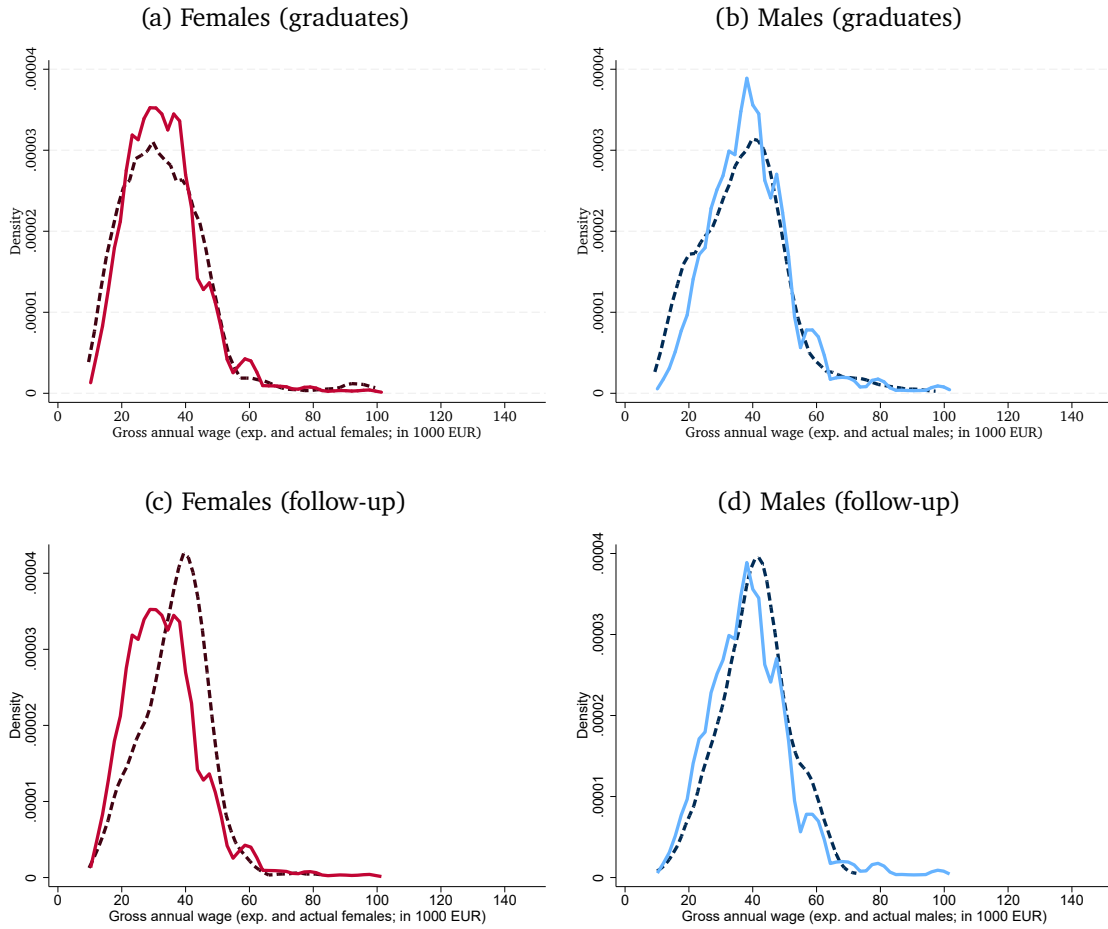 (a) Females (graduates)
Density
0 .00001 .00002 .00003 .00004
0 20 40 60 80 100 120 140
Gross annual wage (exp. and actual females; in 1000 EUR)
(b) Males (graduates)
Density
0 .00001 .00002 .00003 .00004
0 20 40 60 80 100 120 140
Gross annual wage (exp. and actual males; in 1000 EUR)
(c) Females (follow-up)
Density
0 .00001 .00002 .00003 .00004
0 20 40 60 80 100 120 140
Gross annual wage (exp. and actual females; in 1000 EUR)
(d) Males (follow-up)
Density
0 .00001 .00002 .00003 .00004
0 20 40 60 80 100 120 140
Gross annual wage (exp. and actual males; in 1000 EUR)